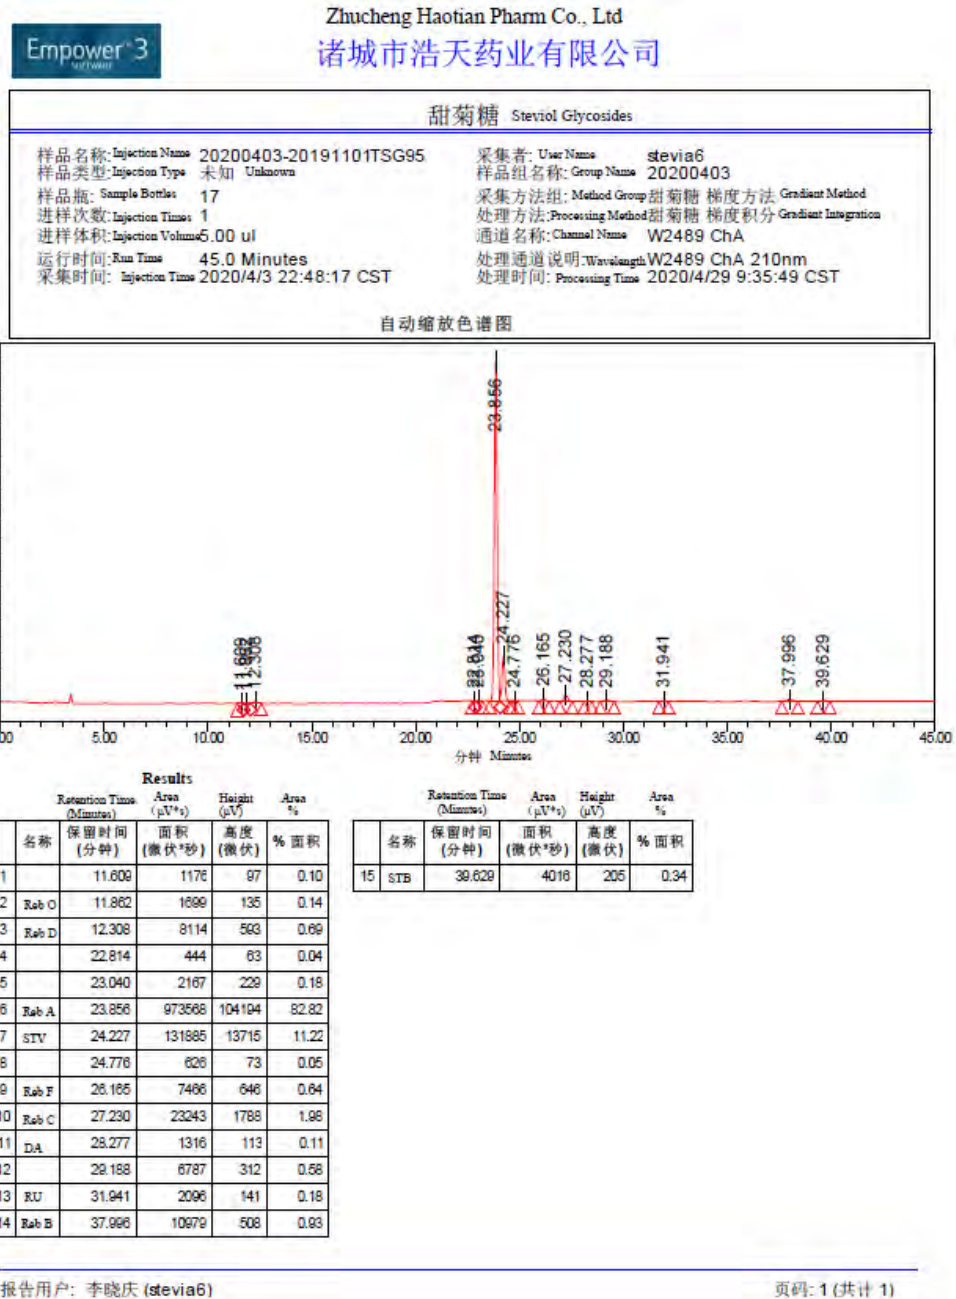 Zhucheng Haotian Pharm Co., Ltd
Empower 3
SOFTWARE
诸城市浩天药业有限公司
甜菊糖 Steviol Glycosides
样品名称: Injection Name 20200403-20191101TSG95 采集者: User Name stevia6
样品类型: Injection Type 未知 Unknown 样品组名称: Group Name 20200403
样品瓶: Sample Bottles 17 采集方法组: Method Group 甜菊糖 梯度方法 Gradient Method
进样次数: Injection Times 1 处理方法: Processing Method 甜菊糖 梯度积分 Gradient Integration
进样体积: Injection Volume 5.00 ul 通道名称: Channel Name W2489 ChA
运行时间: Run Time 45.0 Minutes 处理通道说明: Wavelength W2489 ChA 210nm
采集时间: Injection Time 2020/4/3 22:48:17 CST 处理时间: Processing Time 2020/4/29 9:35:49 CST
自动缩放色谱图
11.609 12.308 22.814 23.040 23.856 24.227 24.776 26.165 27.230 28.277 29.188 31.941 37.996 39.629
00 5.00 10.00 15.00 20.00 25.00 30.00 35.00 40.00 45.00
分钟 Minutes
Results
Retention Time (Minutes) Area (μV*s) Height (μV) Area %
名称 保留时间 (分钟) 面积 (微伏*秒) 高度 (微伏) % 面积
1 11.609 1176 97 0.10
2 Reb O 11.862 1699 135 0.14
3 Reb D 12.308 8114 593 0.69
4 22.814 444 63 0.04
5 23.040 2167 229 0.18
6 Reb A 23.856 973568 104194 82.82
7 STV 24.227 131885 13715 11.22
8 24.776 626 73 0.05
9 Reb F 26.165 7466 646 0.64
10 Reb C 27.230 23243 1788 1.98
11 DA 28.277 1316 113 0.11
12 29.188 6787 312 0.58
13 RU 31.941 2096 141 0.18
14 Reb B 37.996 10979 508 0.93
Retention Time (Minutes) Area (μV*s) Height (μV) Area %
名称 保留时间 (分钟) 面积 (微伏*秒) 高度 (微伏) % 面积
15 STB 39.629 4016 205 0.34
报告用户: 李晓庆 (stevia6) 页码: 1 (共计 1)